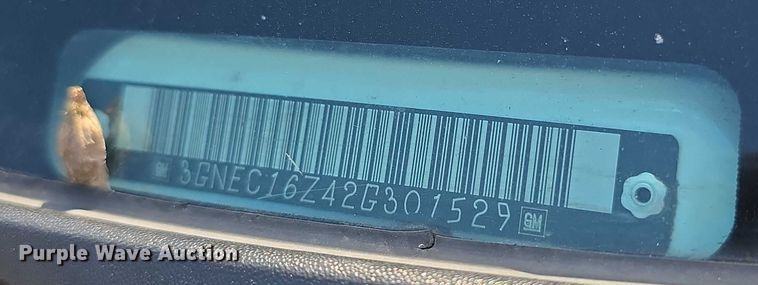 GM 3GNEC16Z42G301529 GM
Purple Wave Auction